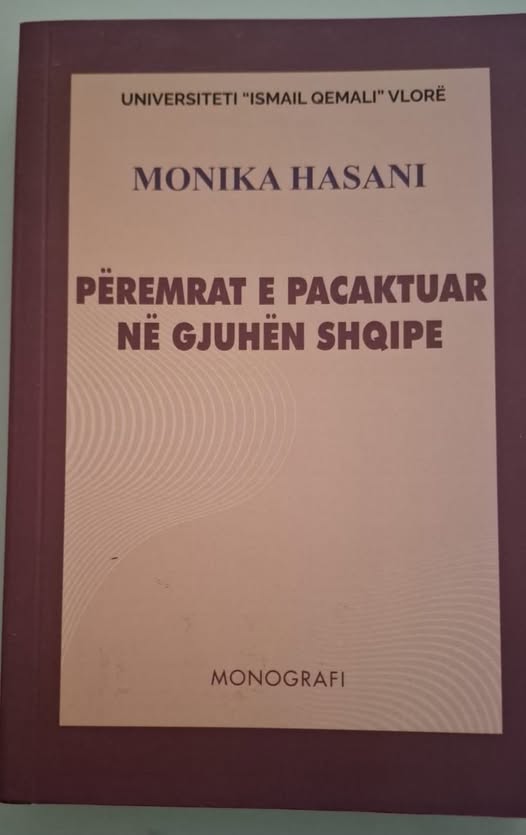 UNIVERSITETI "ISMAIL QEMALI" VLORË
MONIKA HASANI
PËREMRAT E PACAKTUAR
NË GJUHËN SHQIPE
MONOGRAFI